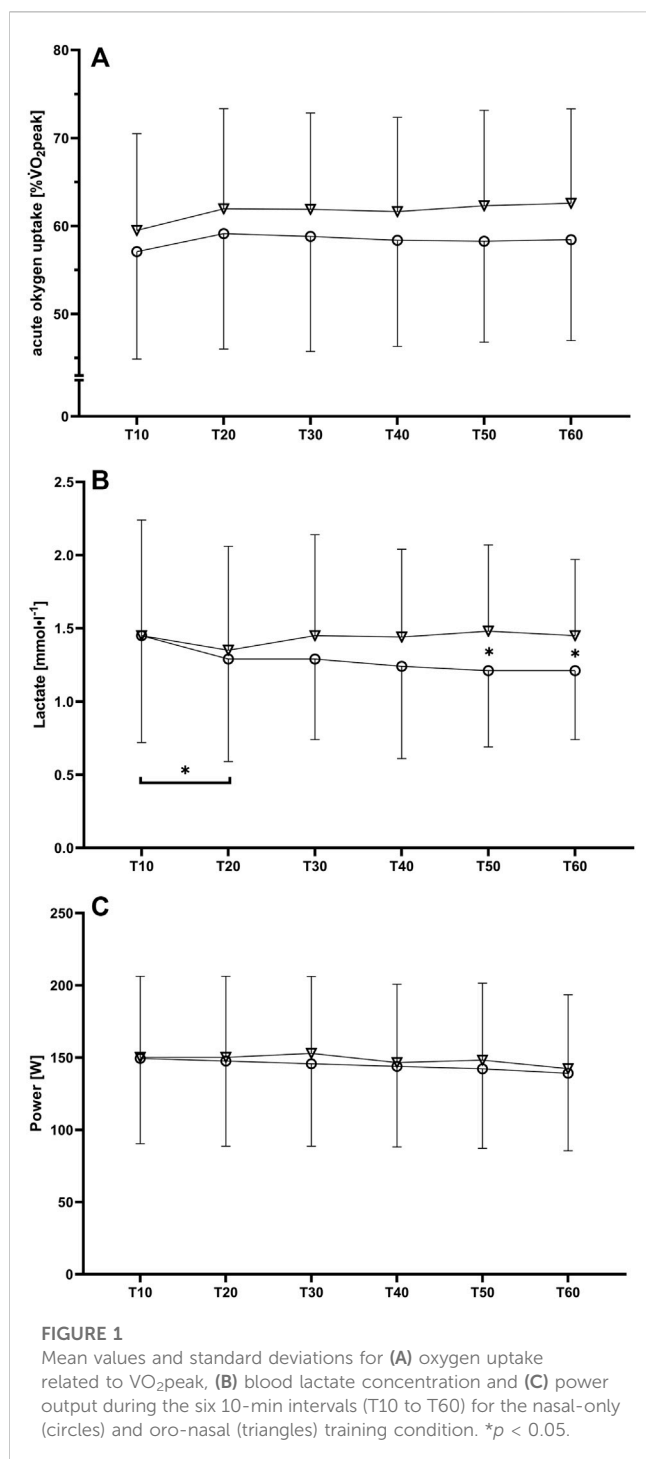 A
80
70
60
50
0
acute okygen uptake [%V̇O₂peak]
T10 T20 T30 T40 T50 T60
B
2.5
2.0
1.5
1.0
0.5
0.0
Lactate [mmol•l⁻¹]
* *
*
T10 T20 T30 T40 T50 T60
C
250
200
150
100
50
0
Power [W]
T10 T20 T30 T40 T50 T60
FIGURE 1
Mean values and standard deviations for (A) oxygen uptake
related to VO₂peak, (B) blood lactate concentration and (C) power
output during the six 10-min intervals (T10 to T60) for the nasal-only
(circles) and oro-nasal (triangles) training condition. *p < 0.05.